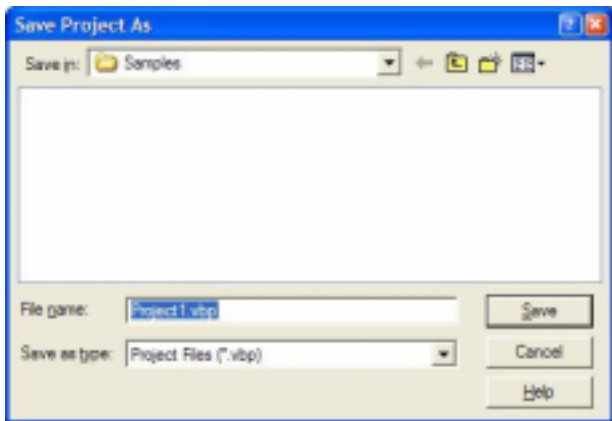 Save Project As
Save in: Samples
File name: Project1.vbp
Save
Save as type: Project Files (*.vbp)
Cancel
Help